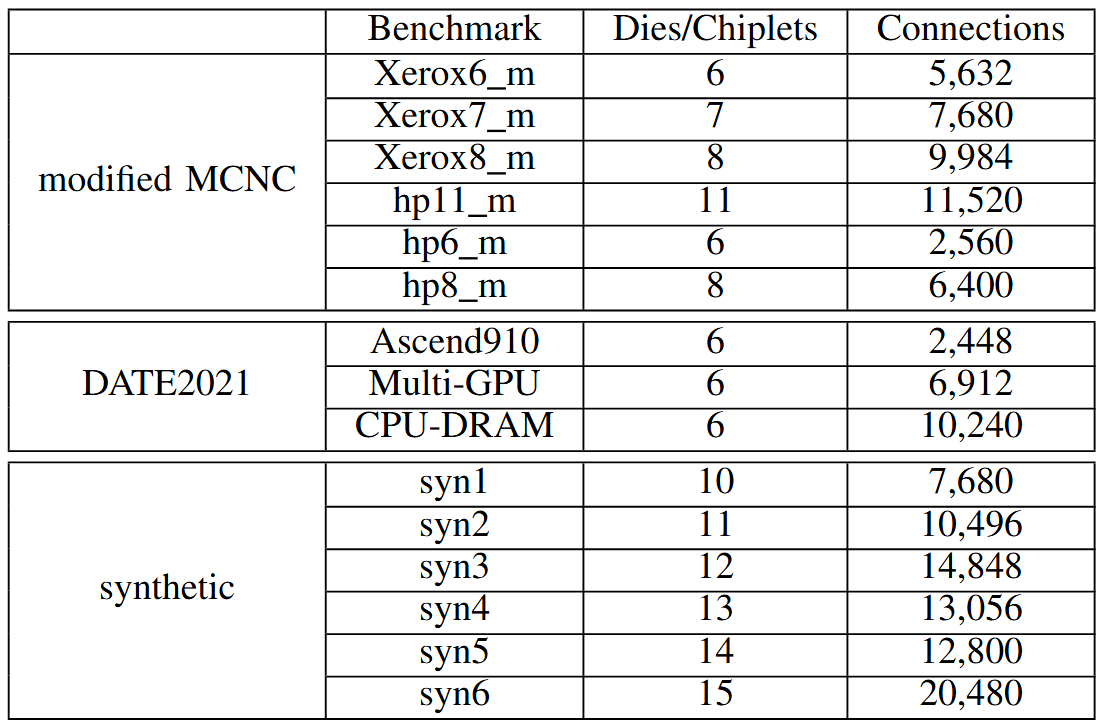 Benchmark Dies/Chiplets Connections
modified MCNC
Xerox6_m 6 5,632
Xerox7_m 7 7,680
Xerox8_m 8 9,984
hp11_m 11 11,520
hp6_m 6 2,560
hp8_m 8 6,400
DATE2021
Ascend910 6 2,448
Multi-GPU 6 6,912
CPU-DRAM 6 10,240
synthetic
syn1 10 7,680
syn2 11 10,496
syn3 12 14,848
syn4 13 13,056
syn5 14 12,800
syn6 15 20,480